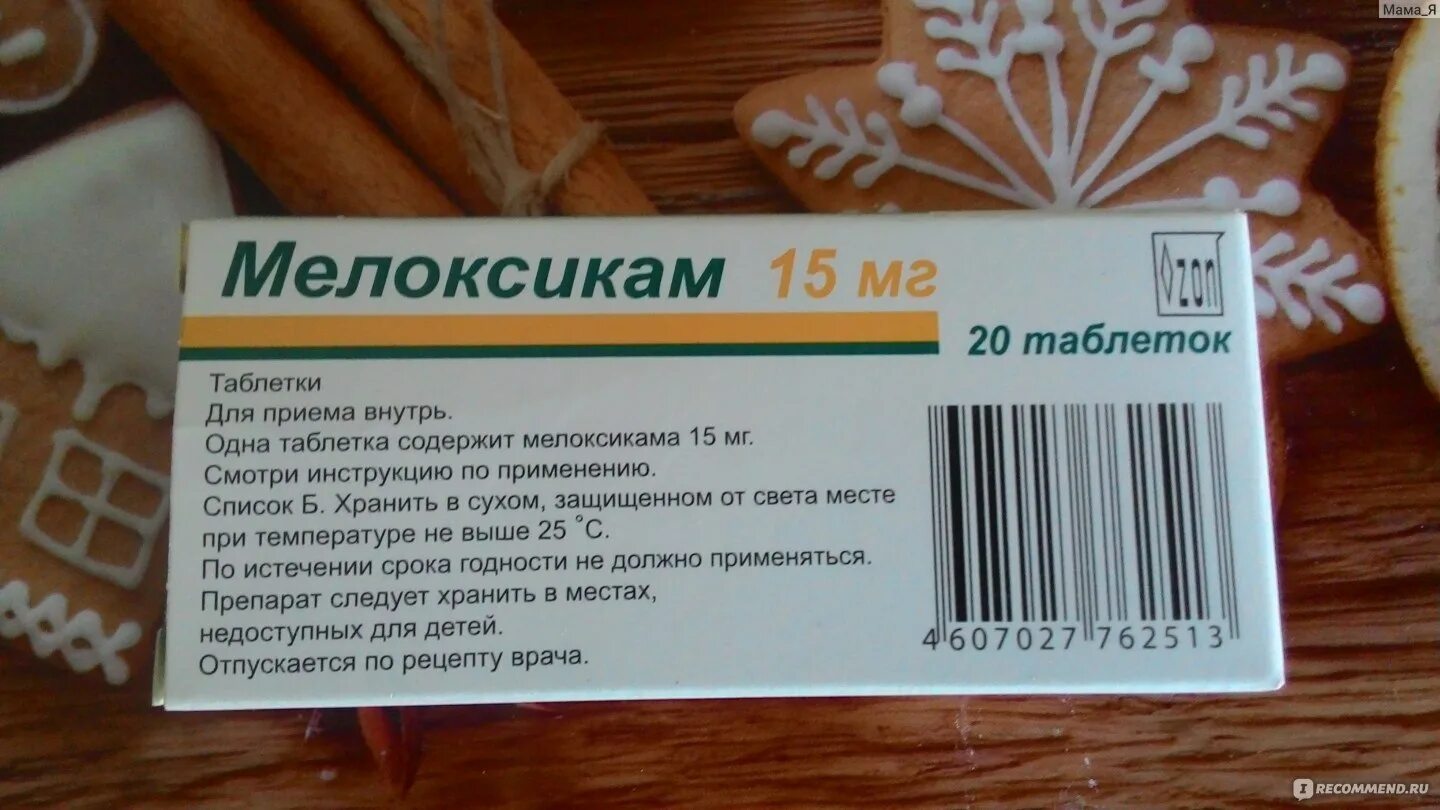 Мама_Я
Мелоксикам 15 мг
Ozon
20 таблеток
Таблетки
Для приема внутрь.
Одна таблетка содержит мелоксикама 15 мг.
Смотри инструкцию по применению.
Список Б. Хранить в сухом, защищенном от света месте
при температуре не выше 25 °С.
По истечении срока годности не должно применяться.
Препарат следует хранить в местах,
недоступных для детей.
Отпускается по рецепту врача.
4 607027 762513
IRECOMMEND.RU